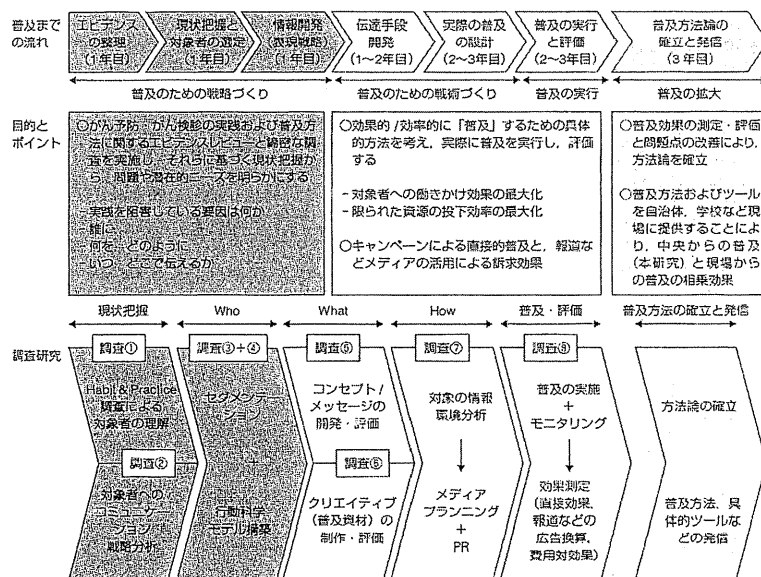 普及まで
の流れ
エビデンス
の整理
(1年目)
現状把握と
対象者の選定
(1年目)
情報開発
(表現戦略)
(1年目)
伝達手段
開発
(1〜2年目)
実際の普及
の設計
(2〜3年目)
普及の実行
と評価
(2〜3年目)
普及方法論の
確立と発信
(3年目)
普及のための戦略づくり
普及のための戦術づくり
普及の実行
普及の拡大
目的と
ポイント
○がん予防・がん検診の実践および普及方
法に関するエビデンスレビューと綿密な調
査を実施し,それらに基づく現状把握か
ら,問題や潜在的ニーズを明らかにする
-実践を阻害している要因は何か
-誰に
-何を…どのように
-いつ…どこで伝えるか
○効果的/効率的に「普及」するための具体
的方法を考え,実際に普及を実行し,評価
する
-対象者への働きかけ効果の最大化
-限られた資源の投下効率の最大化
○キャンペーンによる直接的普及と,報道な
どメディアの活用による訴求効果
○普及効果の測定・評価
と問題点の改善により,
方法論を確立
○普及方法およびツール
を自治体,学校など現
場に提供することによ
り,中央からの普及
(本研究)と現場から
の普及の相乗効果
現状把握
Who
What
How
普及・評価
普及方法の確立と発信
調査研究
調査①
Habit & Practice
調査による
対象者の理解
調査②
対象者への
コミュニケー
ション
戦略分析
調査③+④
セグメンテー
ション
+
行動科学
モデル構築
調査⑤
コンセプト/
メッセージの
開発・評価
調査⑥
クリエイティブ
(普及資材)の
制作・評価
調査⑦
対象の情報
環境分析
メディア
プランニング
+
PR
調査⑧
普及の実施
+
モニタリング
効果測定
(直接効果,
報道などの
広告換算,
費用対効果)
方法論の確立
普及方法,具
体的ツールな
どの発信